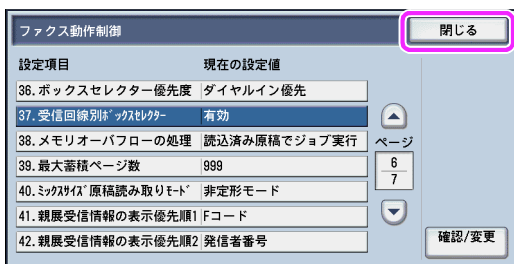 ファクス動作制御
閉じる
設定項目 現在の設定値
36.ボックスセレクター優先度 ダイヤルイン優先
37.受信回線別ﾎﾞｯｸｽｾﾚｸﾀｰ 有効
38.メモリオーバフローの処理 読込済み原稿でジョブ実行
ページ
39.最大蓄積ページ数 999
6
7
40.ﾐｯｸｽｻｲｽﾞ原稿読み取りﾓｰﾄﾞ 非定形モード
41.親展受信情報の表示優先順1 Fコード
42.親展受信情報の表示優先順2 発信者番号
確認/変更